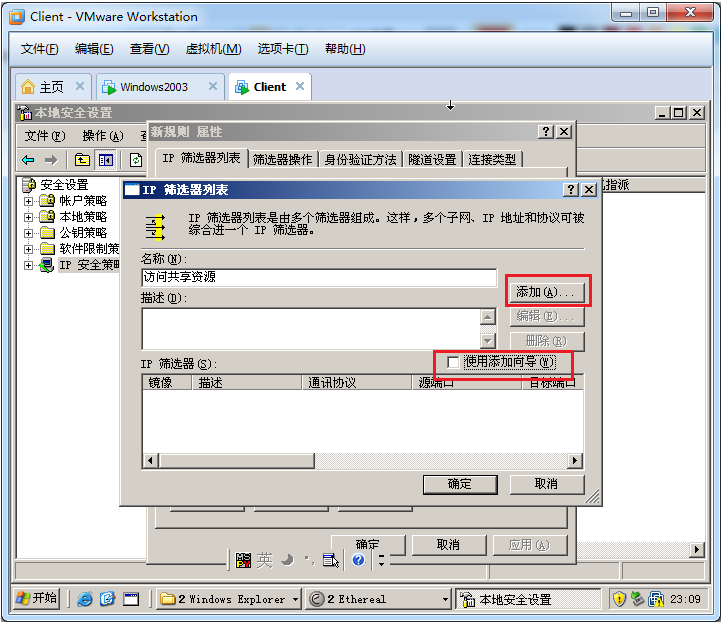 Client - VMware Workstation
文件(F) 编辑(E) 查看(V) 虚拟机(M) 选项卡(T) 帮助(H)
主页 Windows2003 Client
本地安全设置
文件(F) 操作(A)
新规则 属性
IP 筛选器列表 筛选器操作 身份验证方法 隧道设置 连接类型
安全设置
帐户策略
本地策略
公钥策略
软件限制策
IP 安全策略
指派
IP 筛选器列表
IP 筛选器列表是由多个筛选器组成。这样，多个子网、IP 地址和协议可被
综合进一个 IP 筛选器。
名称(N):
访问共享资源
添加(A)...
描述(D):
编辑(E)...
删除(R)
IP 筛选器(S):
使用添加向导(W)
镜像 描述 通讯协议 源端口 目标端口
确定 取消
确定 取消 应用(A)
英
开始 2 Windows Explorer 2 Ethereal 本地安全设置 23:09